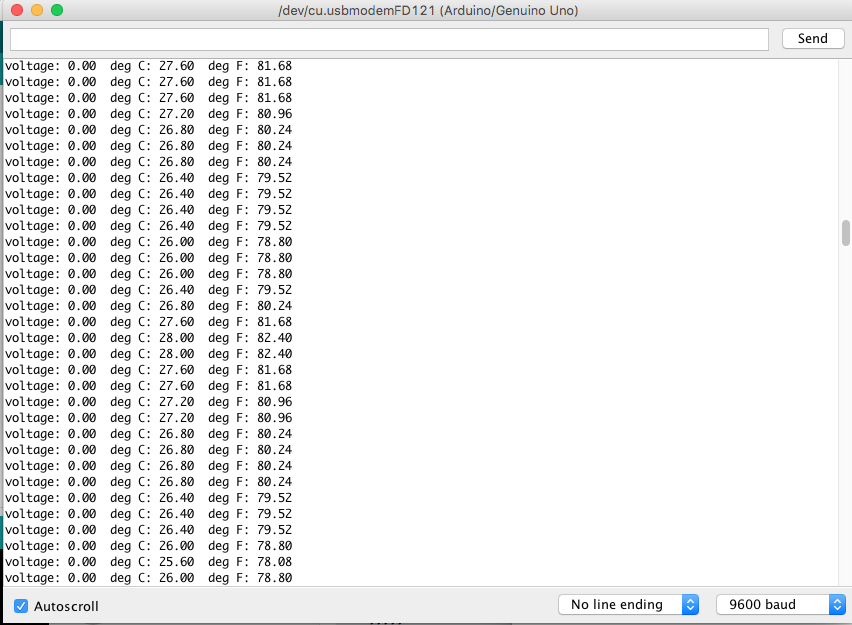 /dev/cu.usbmodemFD121 (Arduino/Genuino Uno)
Send
voltage: 0.00  deg C: 27.60  deg F: 81.68
voltage: 0.00  deg C: 27.60  deg F: 81.68
voltage: 0.00  deg C: 27.60  deg F: 81.68
voltage: 0.00  deg C: 27.20  deg F: 80.96
voltage: 0.00  deg C: 26.80  deg F: 80.24
voltage: 0.00  deg C: 26.80  deg F: 80.24
voltage: 0.00  deg C: 26.80  deg F: 80.24
voltage: 0.00  deg C: 26.40  deg F: 79.52
voltage: 0.00  deg C: 26.40  deg F: 79.52
voltage: 0.00  deg C: 26.40  deg F: 79.52
voltage: 0.00  deg C: 26.40  deg F: 79.52
voltage: 0.00  deg C: 26.00  deg F: 78.80
voltage: 0.00  deg C: 26.00  deg F: 78.80
voltage: 0.00  deg C: 26.00  deg F: 78.80
voltage: 0.00  deg C: 26.40  deg F: 79.52
voltage: 0.00  deg C: 26.80  deg F: 80.24
voltage: 0.00  deg C: 27.60  deg F: 81.68
voltage: 0.00  deg C: 28.00  deg F: 82.40
voltage: 0.00  deg C: 28.00  deg F: 82.40
voltage: 0.00  deg C: 27.60  deg F: 81.68
voltage: 0.00  deg C: 27.60  deg F: 81.68
voltage: 0.00  deg C: 27.20  deg F: 80.96
voltage: 0.00  deg C: 27.20  deg F: 80.96
voltage: 0.00  deg C: 26.80  deg F: 80.24
voltage: 0.00  deg C: 26.80  deg F: 80.24
voltage: 0.00  deg C: 26.80  deg F: 80.24
voltage: 0.00  deg C: 26.80  deg F: 80.24
voltage: 0.00  deg C: 26.40  deg F: 79.52
voltage: 0.00  deg C: 26.40  deg F: 79.52
voltage: 0.00  deg C: 26.40  deg F: 79.52
voltage: 0.00  deg C: 26.00  deg F: 78.80
voltage: 0.00  deg C: 25.60  deg F: 78.08
voltage: 0.00  deg C: 26.00  deg F: 78.80
Autoscroll
No line ending
9600 baud